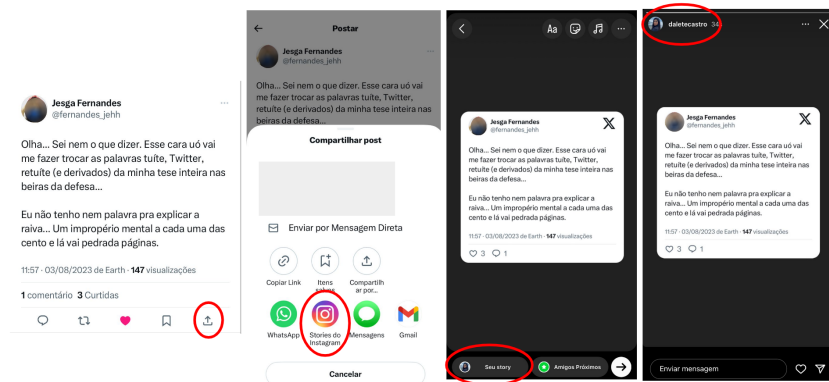 Jesga Fernandes
@fernandes_jehh
Olha... Sei nem o que dizer. Esse cara uó vai
me fazer trocar as palavras tuíte, Twitter,
retuíte (e derivados) da minha tese inteira nas
beiras da defesa...
Eu não tenho nem palavra pra explicar a
raiva... Um impropério mental a cada uma das
cento e lá vai pedrada páginas.
11:57 · 03/08/2023 de Earth · 147 visualizações
1 comentário 3 Curtidas
Postar
Jesga Fernandes
@fernandes_jehh
Olha... Sei nem o que dizer. Esse cara uó vai
me fazer trocar as palavras tuíte, Twitter,
retuíte (e derivados) da minha tese inteira nas
beiras da defesa...
Compartilhar post
Enviar por Mensagem Direta
Copiar Link
Itens
salvos
Compartilh
ar por...
WhatsApp
Stories do
Instagram
Mensagens
Gmail
Cancelar
Aa
Jesga Fernandes
@fernandes_jehh
Olha... Sei nem o que dizer. Esse cara uó vai
me fazer trocar as palavras tuíte, Twitter,
retuíte (e derivados) da minha tese inteira nas
beiras da defesa...
Eu não tenho nem palavra pra explicar a
raiva... Um impropério mental a cada uma das
cento e lá vai pedrada páginas.
11:57 · 03/08/2023 de Earth · 147 visualizações
3 1
Seu story
Amigos Próximos
daletecastro
Jesga Fernandes
@fernandes_jehh
Olha... Sei nem o que dizer. Esse cara uó vai
me fazer trocar as palavras tuíte, Twitter,
retuíte (e derivados) da minha tese inteira nas
beiras da defesa...
Eu não tenho nem palavra pra explicar a
raiva... Um impropério mental a cada uma das
cento e lá vai pedrada páginas.
11:57 · 03/08/2023 de Earth · 147 visualizações
3 1
Enviar mensagem